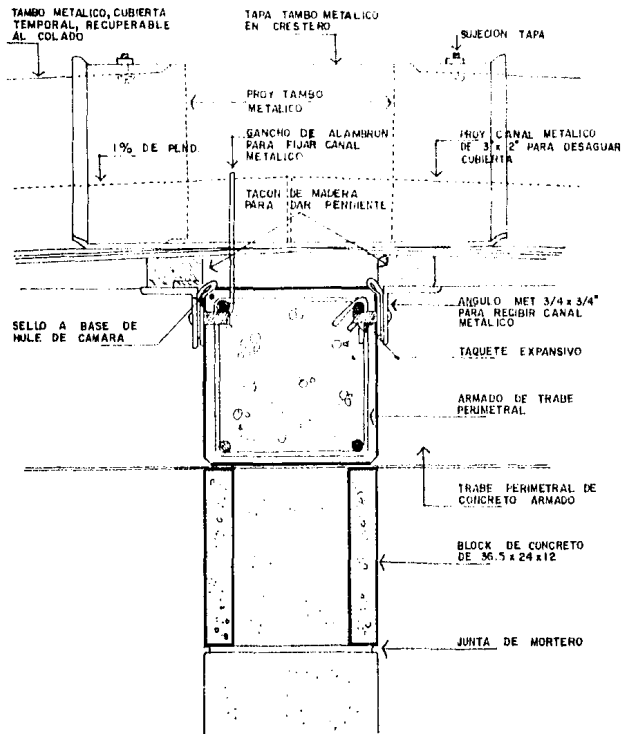 TAMBO METALICO, CUBIERTA
TEMPORAL, RECUPERABLE
AL COLADO
TAPA TAMBO METALICO
EN CRESTERO
SUJECION TAPA
PROY TAMBO
METALICO
GANCHO DE ALAMBRON
PARA FIJAR CANAL
METALICO
PROY CANAL METALICO
DE 3"x 2" PARA DESAGUAR
CUBIERTA
1% DE PEND.
TACON DE MADERA
PARA DAR PENDIENTE
SELLO A BASE DE
HULE DE CAMARA
ANGULO MET 3/4 x 3/4"
PARA RECIBIR CANAL
METALICO
TAQUETE EXPANSIVO
ARMADO DE TRABE
PERIMETRAL
TRABE PERIMETRAL DE
CONCRETO ARMADO
BLOCK DE CONCRETO
DE 36.5 x 24 x 12
JUNTA DE MORTERO